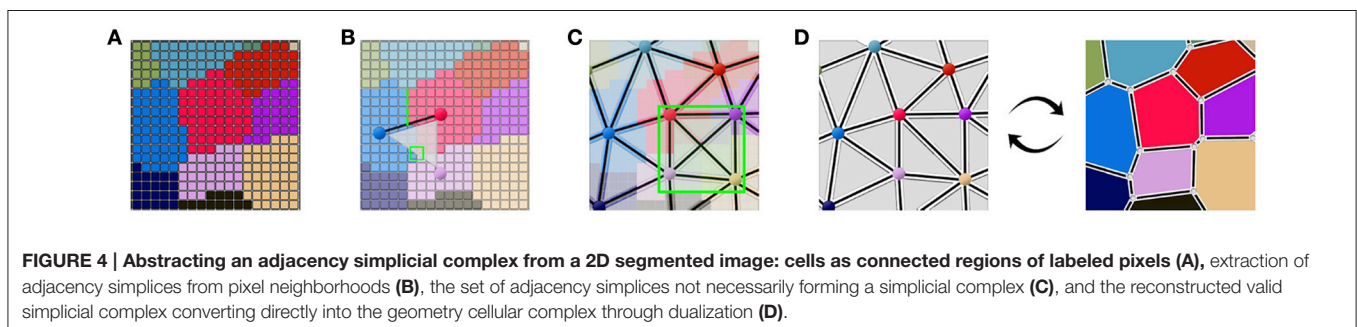 A B C D
FIGURE 4 | Abstracting an adjacency simplicial complex from a 2D segmented image: cells as connected regions of labeled pixels (A), extraction of
adjacency simplices from pixel neighborhoods (B), the set of adjacency simplices not necessarily forming a simplicial complex (C), and the reconstructed valid
simplicial complex converting directly into the geometry cellular complex through dualization (D).